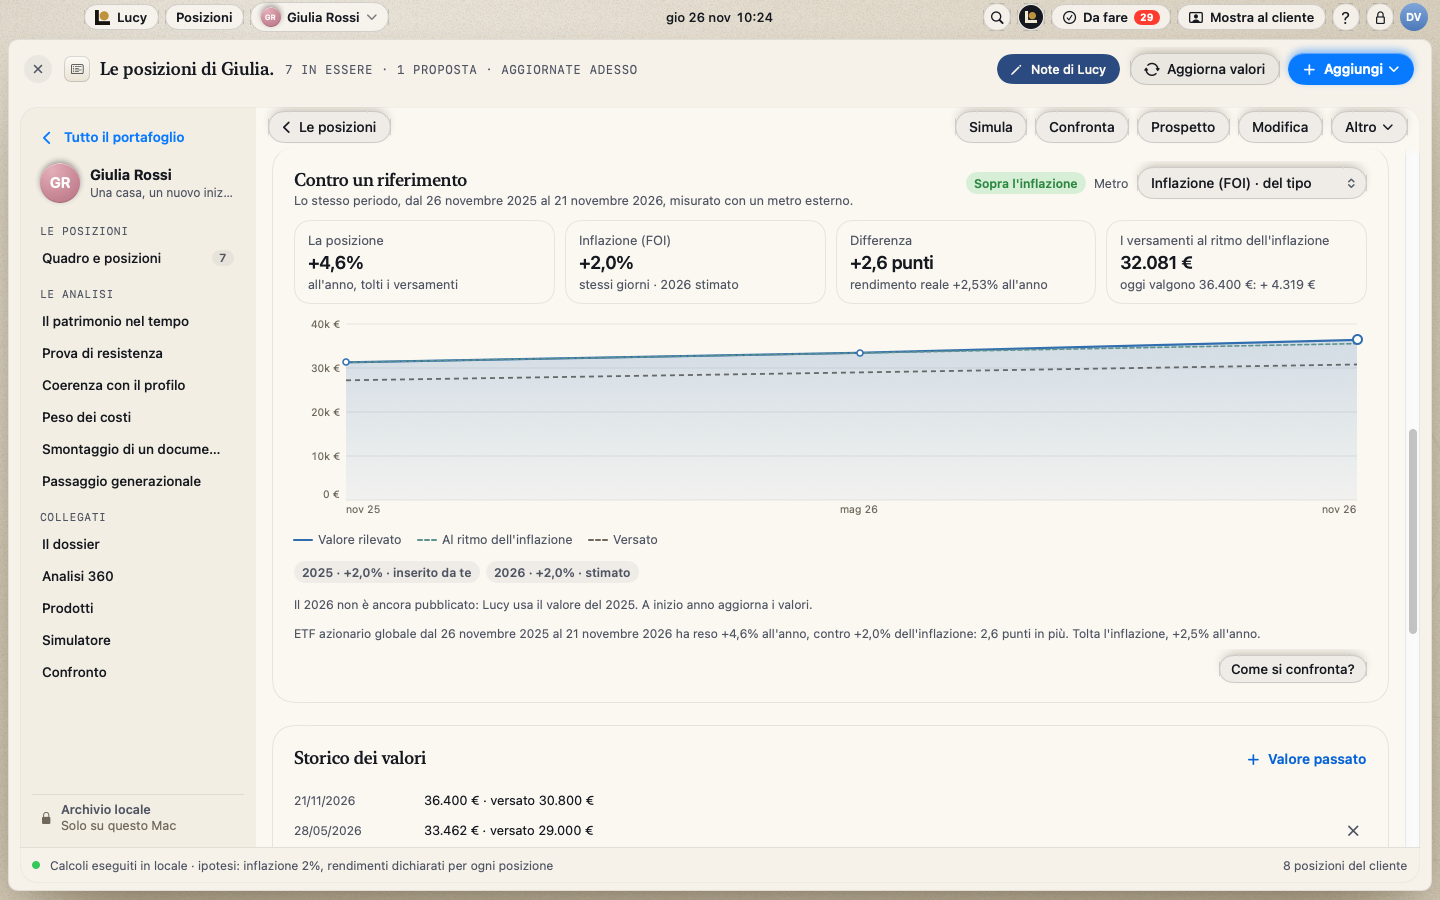 Lucy
Posizioni
GR Giulia Rossi
gio 26 nov 10:24
Da fare 29
Mostra al cliente
?
DV
Le posizioni di Giulia.
7 IN ESSERE · 1 PROPOSTA · AGGIORNATE ADESSO
Note di Lucy
Aggiorna valori
+ Aggiungi
Tutto il portafoglio
GR
Giulia Rossi
Una casa, un nuovo iniz...
LE POSIZIONI
Quadro e posizioni 7
LE ANALISI
Il patrimonio nel tempo
Prova di resistenza
Coerenza con il profilo
Peso dei costi
Smontaggio di un docume...
Passaggio generazionale
COLLEGATI
Il dossier
Analisi 360
Prodotti
Simulatore
Confronto
Archivio locale
Solo su questo Mac
Le posizioni
Simula
Confronta
Prospetto
Modifica
Altro
Contro un riferimento
Lo stesso periodo, dal 26 novembre 2025 al 21 novembre 2026, misurato con un metro esterno.
Sopra l'inflazione
Metro
Inflazione (FOI) · del tipo
La posizione
+4,6%
all'anno, tolti i versamenti
Inflazione (FOI)
+2,0%
stessi giorni · 2026 stimato
Differenza
+2,6 punti
rendimento reale +2,53% all'anno
I versamenti al ritmo dell'inflazione
32.081 €
oggi valgono 36.400 €: + 4.319 €
40k €
30k €
20k €
10k €
0 €
nov 25
mag 26
nov 26
Valore rilevato
Al ritmo dell'inflazione
Versato
2025 · +2,0% · inserito da te
2026 · +2,0% · stimato
Il 2026 non è ancora pubblicato: Lucy usa il valore del 2025. A inizio anno aggiorna i valori.
ETF azionario globale dal 26 novembre 2025 al 21 novembre 2026 ha reso +4,6% all'anno, contro +2,0% dell'inflazione: 2,6 punti in più. Tolta l'inflazione, +2,5% all'anno.
Come si confronta?
Storico dei valori
+ Valore passato
21/11/2026 36.400 € · versato 30.800 €
28/05/2026 33.462 € · versato 29.000 €
Calcoli eseguiti in locale · ipotesi: inflazione 2%, rendimenti dichiarati per ogni posizione
8 posizioni del cliente